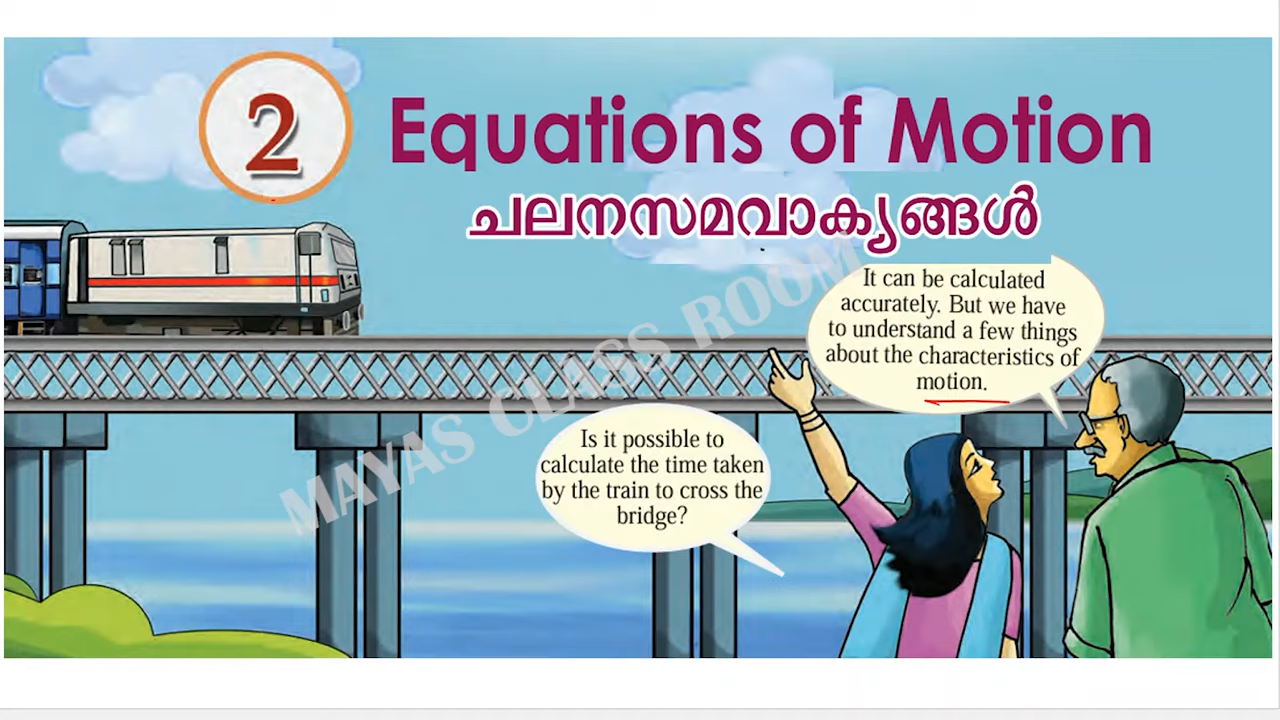 2
Equations of Motion
ചലനസമവാക്യങ്ങൾ
It can be calculated
accurately. But we have
to understand a few things
about the characteristics of
motion.
Is it possible to
calculate the time taken
by the train to cross the
bridge?
MAYAS CLASS ROOM